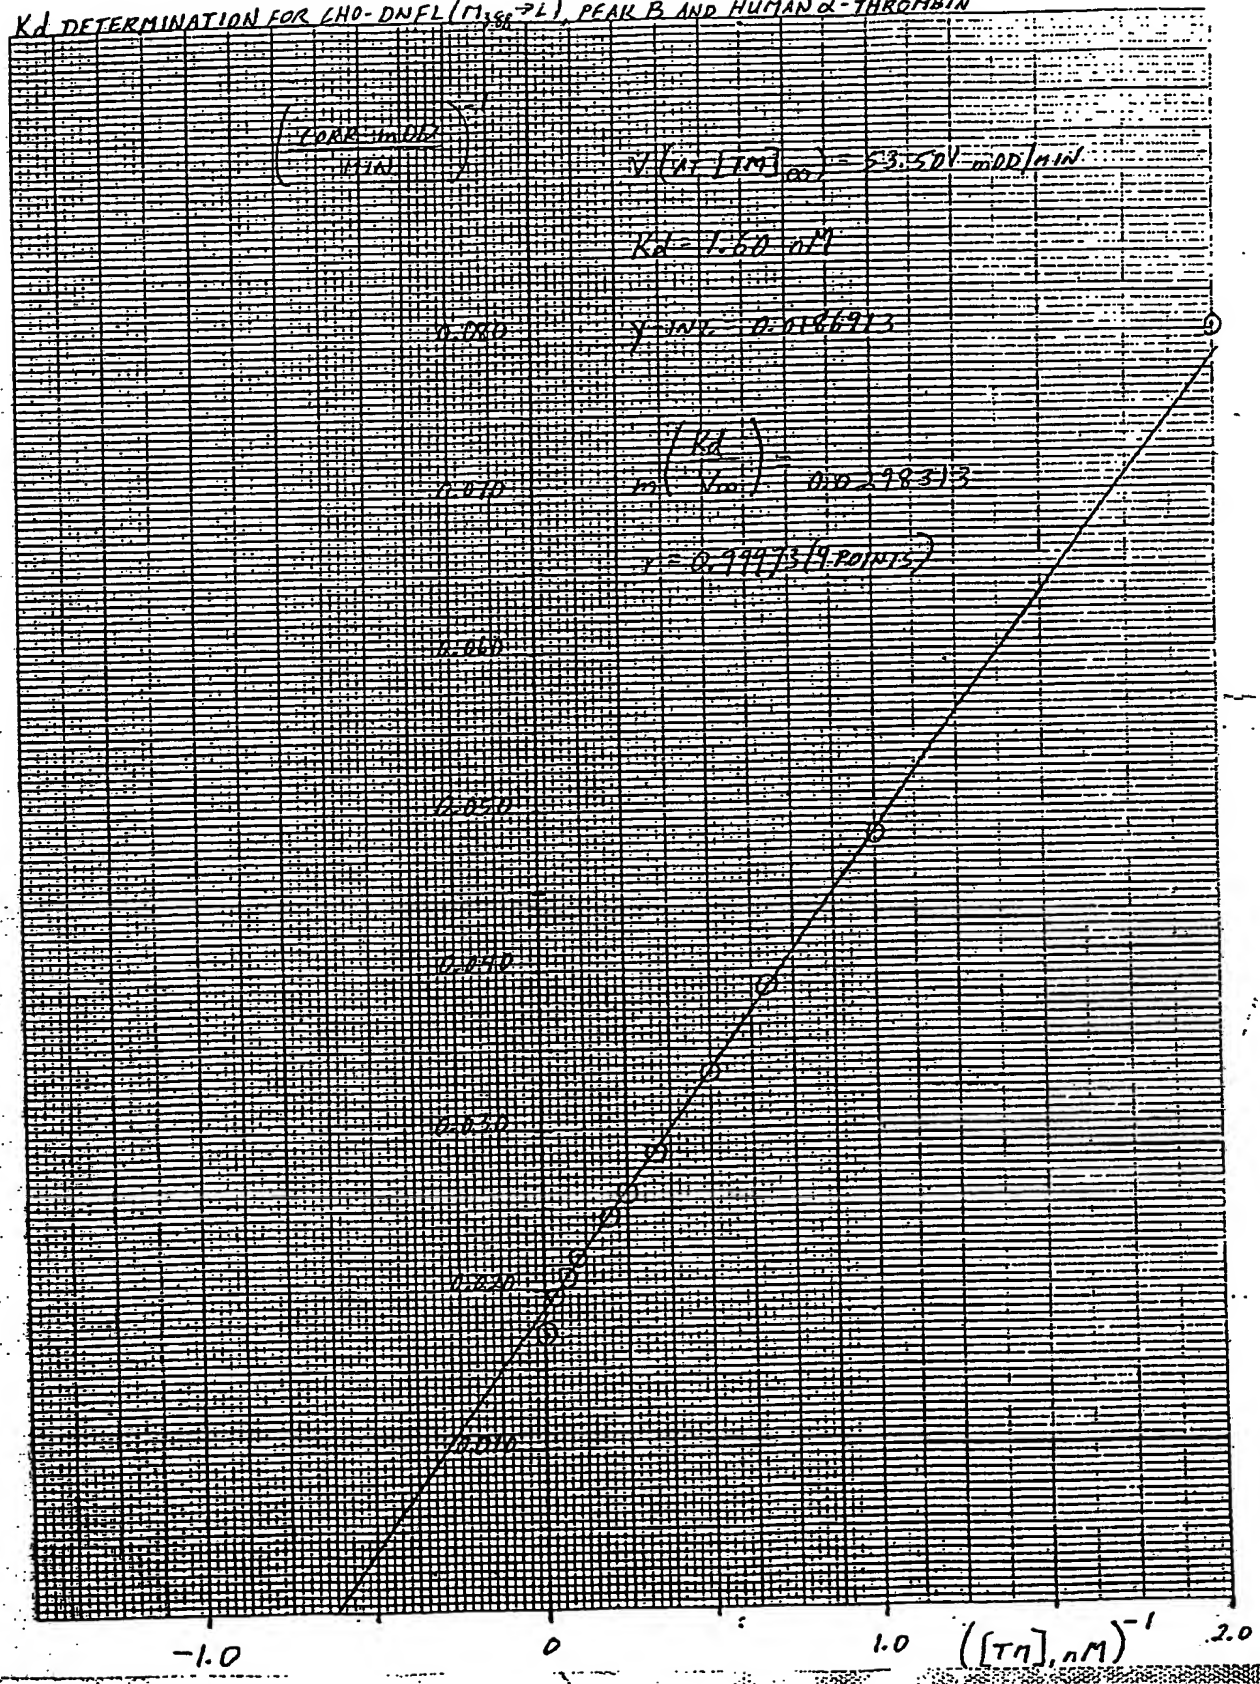 Kd DETERMINATION FOR CHO-DNFL (M388→L), PEAK B AND HUMAN α-THROMBIN
(CORR mOD / MIN)-1
V (AT [TM]∞) = 53.501 mOD/MIN
Kd = 1.60 nM
0.080
Y INT. 0.0186913
m (Kd / V∞) =
0.070
0.0298313
r = 0.99973 (9 POINTS)
0.060
0.050
0.040
0.030
0.020
0.010
-1.0 0 1.0 ([TM], nM)-1 2.0